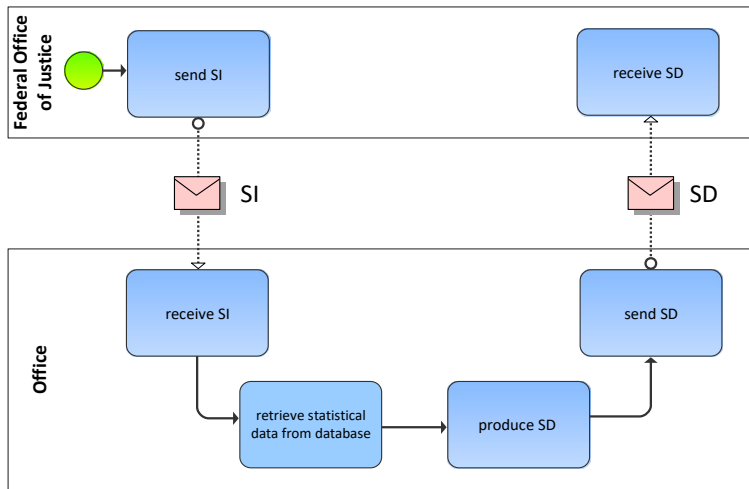 Federal Office
of Justice
send SI
receive SD
SI
SD
Office
receive SI
send SD
retrieve statistical
data from database
produce SD